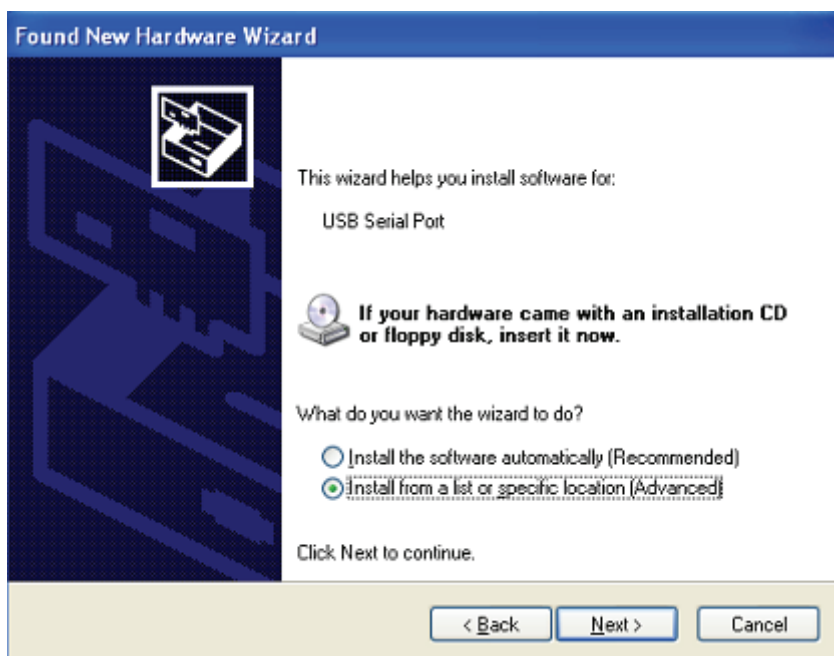 Found New Hardware Wizard
This wizard helps you install software for:
USB Serial Port
If your hardware came with an installation CD
or floppy disk, insert it now.
What do you want the wizard to do?
Install the software automatically (Recommended)
Install from a list or specific location (Advanced)
Click Next to continue.
< Back
Next >
Cancel